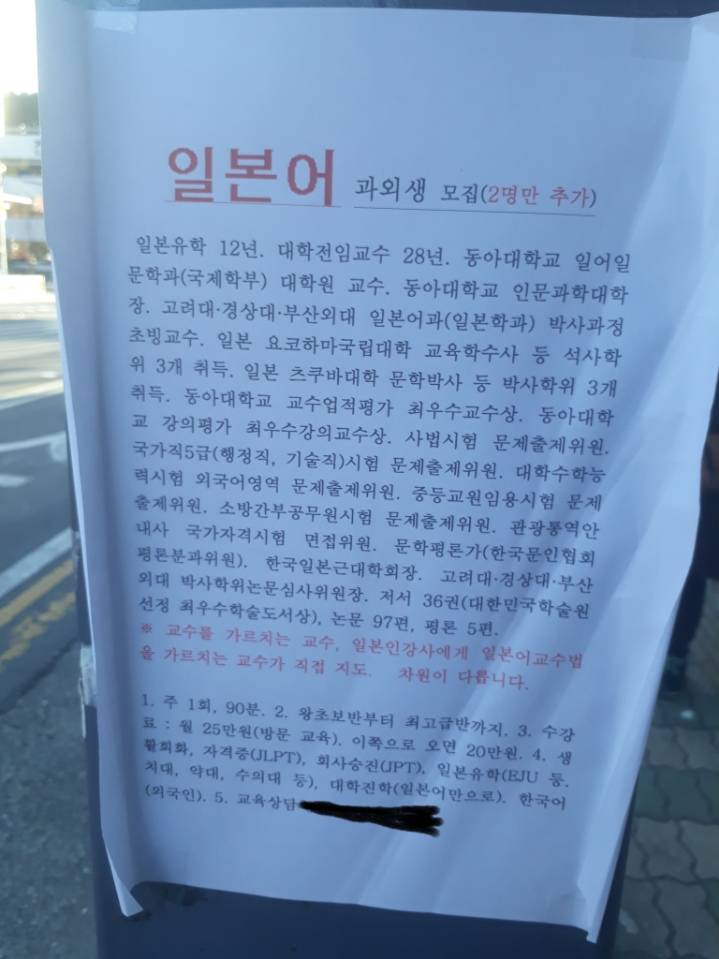 일본어 과외생 모집(2명만 추가)
일본유학 12년. 대학전임교수 28년. 동아대학교 일어일
문학과(국제학부) 대학원 교수. 동아대학교 인문과학대학
장. 고려대·경상대·부산외대 일본어과(일본학과) 박사과정
초빙교수. 일본 요코하마국립대학 교육학수사 등 석사학
위 3개 취득. 일본 츠쿠바대학 문학박사 등 박사학위 3개
취득. 동아대학교 교수업적평가 최우수교수상. 동아대학
교 강의평가 최우수강의교수상. 사법시험 문제출제위원.
국가직5급(행정직, 기술직)시험 문제출제위원. 대학수학능
력시험 외국어영역 문제출제위원. 중등교원임용시험 문제
출제위원. 소방간부공무원시험 문제출제위원. 관광통역안
내사 국가자격시험 면접위원. 문학평론가(한국문인협회
평론분과위원). 한국일본근대학회장. 고려대·경상대·부산
외대 박사학위논문심사위원장. 저서 36권(대한민국학술원
선정 최우수학술도서상), 논문 97편, 평론 5편.
※ 교수를 가르치는 교수, 일본인강사에게 일본어교수법
을 가르치는 교수가 직접 지도. 차원이 다릅니다.
1. 주 1회, 90분. 2. 왕초보반부터 최고급반까지. 3. 수강
료 : 월 25만원(방문 교육). 이쪽으로 오면 20만원. 4. 생
활회화, 자격증(JLPT), 회사승진(JPT), 일본유학(EJU 등.
치대, 약대, 수의대 등), 대학진학(일본어만으로). 한국어
(외국인). 5. 교육상담